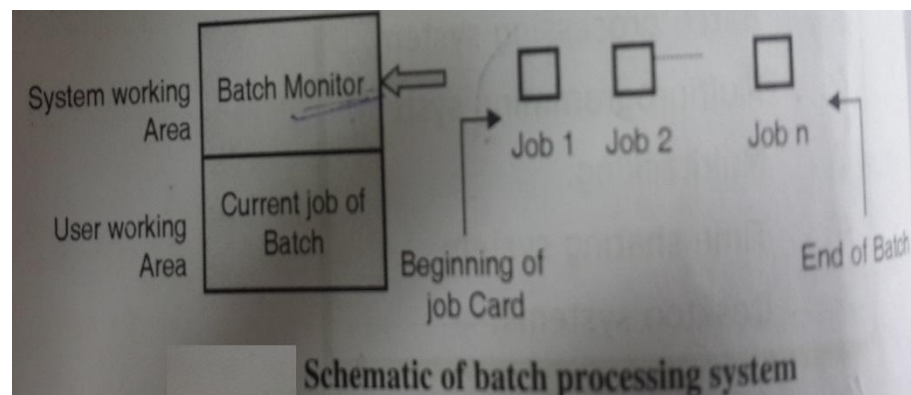 System working
Area
Batch Monitor
Job 1
Job 2
Job n
User working
Area
Current job of
Batch
Beginning of
job Card
End of Batch
Schematic of batch processing system